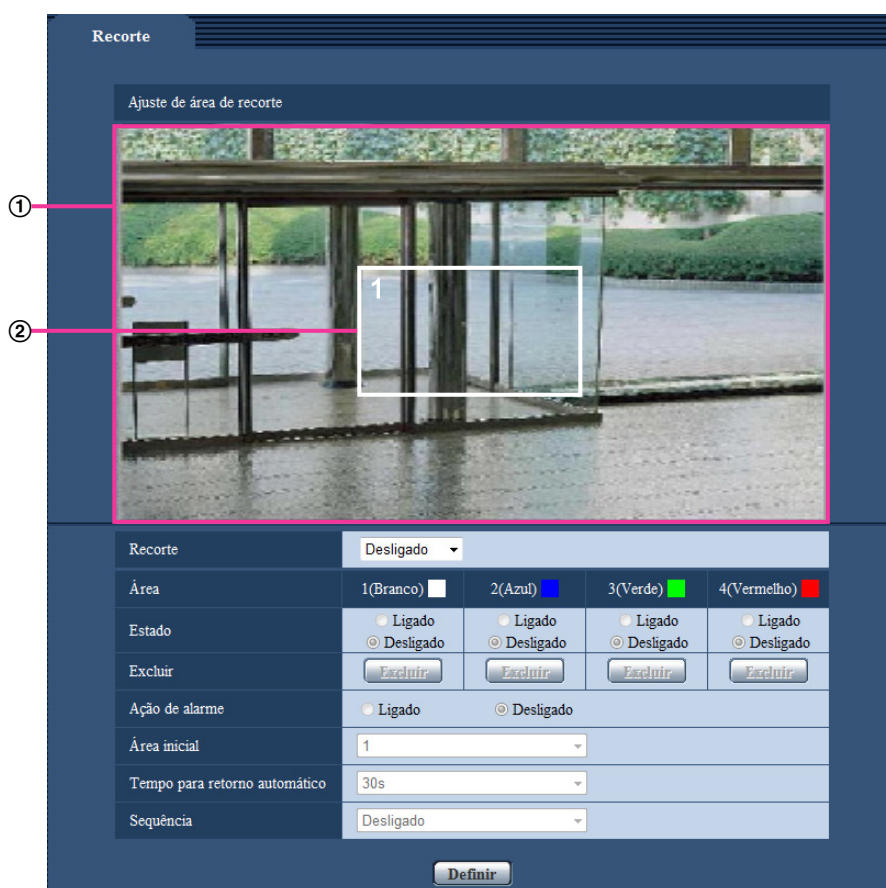 Recorte
Ajuste de área de recorte
①
1
②
Recorte Desligado
Área 1(Branco) 2(Azul) 3(Verde) 4(Vermelho)
Estado Ligado Ligado Ligado Ligado
Desligado Desligado Desligado Desligado
Excluir Excluir Excluir Excluir Excluir
Ação de alarme Ligado Desligado
Área inicial 1
Tempo para retorno automático 30s
Sequência Desligado
Definir